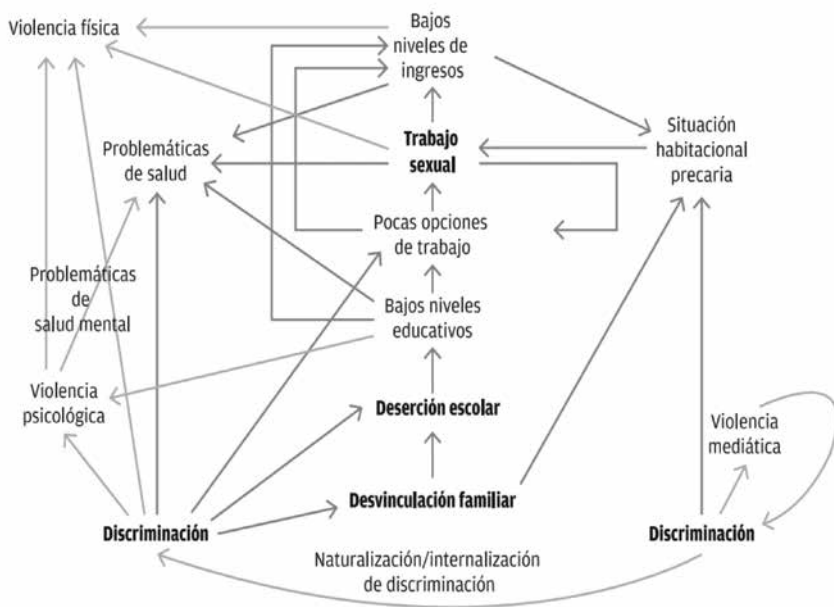 Violencia física
Bajos
niveles de
ingresos
Problemáticas
de salud
Trabajo
sexual
Situación
habitacional
precaria
Pocas opciones
de trabajo
Problemáticas
de
salud mental
Bajos niveles
educativos
Violencia
psicológica
Deserción escolar
Violencia
mediática
Desvinculación familiar
Discriminación
Discriminación
Naturalización/internalización
de discriminación